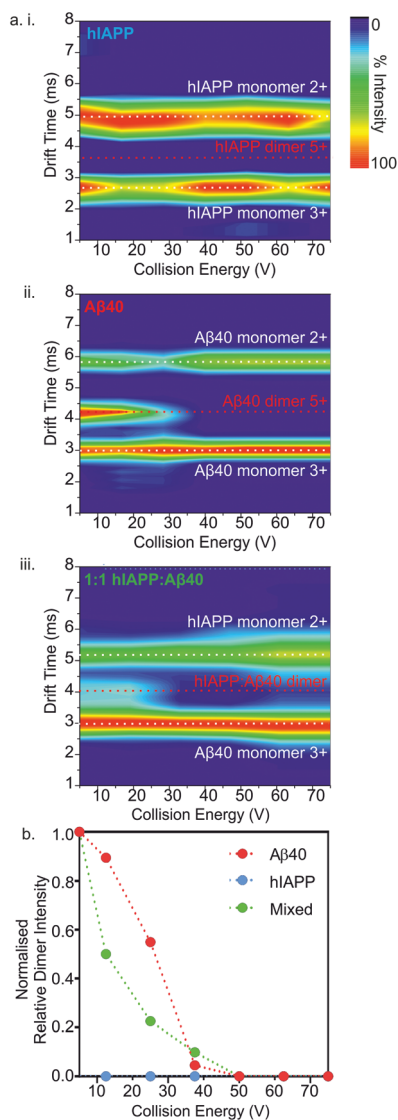 a. i.
hIAPP
hIAPP monomer 2+
hIAPP dimer 5+
hIAPP monomer 3+
Drift Time (ms)
8
7
6
5
4
3
2
1
10 20 30 40 50 60 70
Collision Energy (V)
0
% Intensity
100
ii.
Aβ40
Aβ40 monomer 2+
Aβ40 dimer 5+
Aβ40 monomer 3+
Drift Time (ms)
8
7
6
5
4
3
2
1
10 20 30 40 50 60 70
Collision Energy (V)
iii.
1:1 hIAPP:Aβ40
hIAPP monomer 2+
hIAPP:Aβ40 dimer
Aβ40 monomer 3+
Drift Time (ms)
8
7
6
5
4
3
2
1
10 20 30 40 50 60 70
Collision Energy (V)
b.
Aβ40
hIAPP
Mixed
Normalised
Relative Dimer Intensity
1.0
0.8
0.6
0.4
0.2
0.0
10 20 30 40 50 60 70
Collision Energy (V)